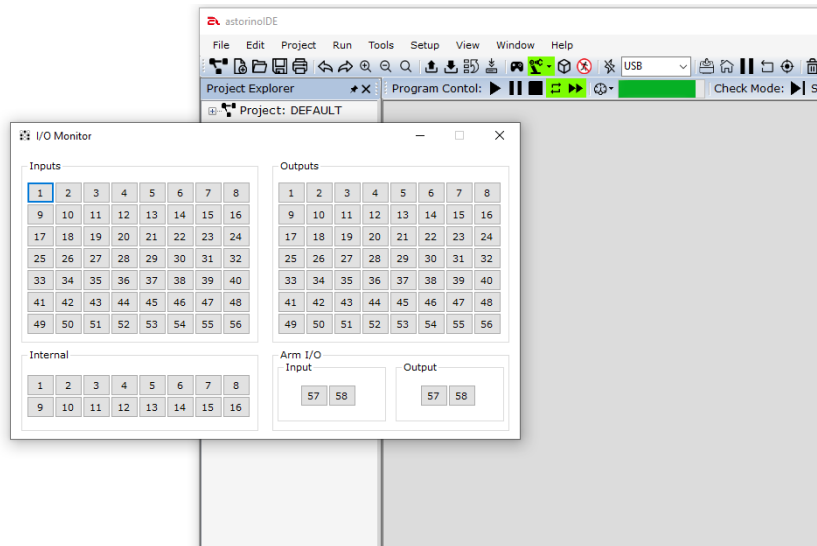 astorinoIDE
File Edit Project Run Tools Setup View Window Help
USB
Project Explorer
Program Contol:
Check Mode:
S
Project: DEFAULT
I/O Monitor
Inputs
1 2 3 4 5 6 7 8
9 10 11 12 13 14 15 16
17 18 19 20 21 22 23 24
25 26 27 28 29 30 31 32
33 34 35 36 37 38 39 40
41 42 43 44 45 46 47 48
49 50 51 52 53 54 55 56
Outputs
1 2 3 4 5 6 7 8
9 10 11 12 13 14 15 16
17 18 19 20 21 22 23 24
25 26 27 28 29 30 31 32
33 34 35 36 37 38 39 40
41 42 43 44 45 46 47 48
49 50 51 52 53 54 55 56
Internal
1 2 3 4 5 6 7 8
9 10 11 12 13 14 15 16
Arm I/O
Input
57 58
Output
57 58